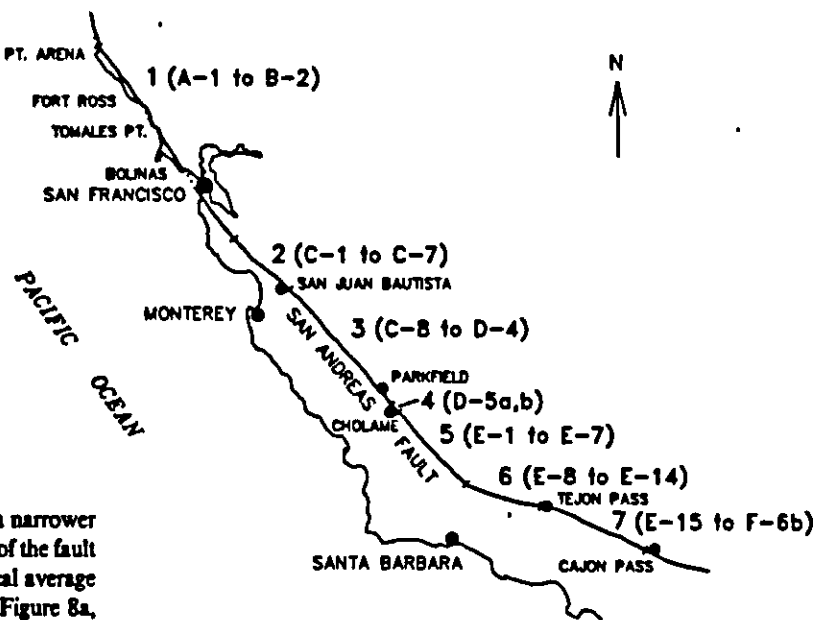 PT. ARENA
1 (A-1 to B-2)
N
FORT ROSS
TOMALES PT.
BOLINAS
SAN FRANCISCO
2 (C-1 to C-7)
SAN JUAN BAUTISTA
PACIFIC OCEAN
MONTEREY
SAN ANDREAS FAULT
3 (C-8 to D-4)
PARKFIELD
4 (D-5a,b)
CHOLAME
5 (E-1 to E-7)
6 (E-8 to E-14)
TEJON PASS
7 (E-15 to F-6b)
SANTA BARBARA
CAJON PASS
narrower
of the fault
average
Figure 8a,